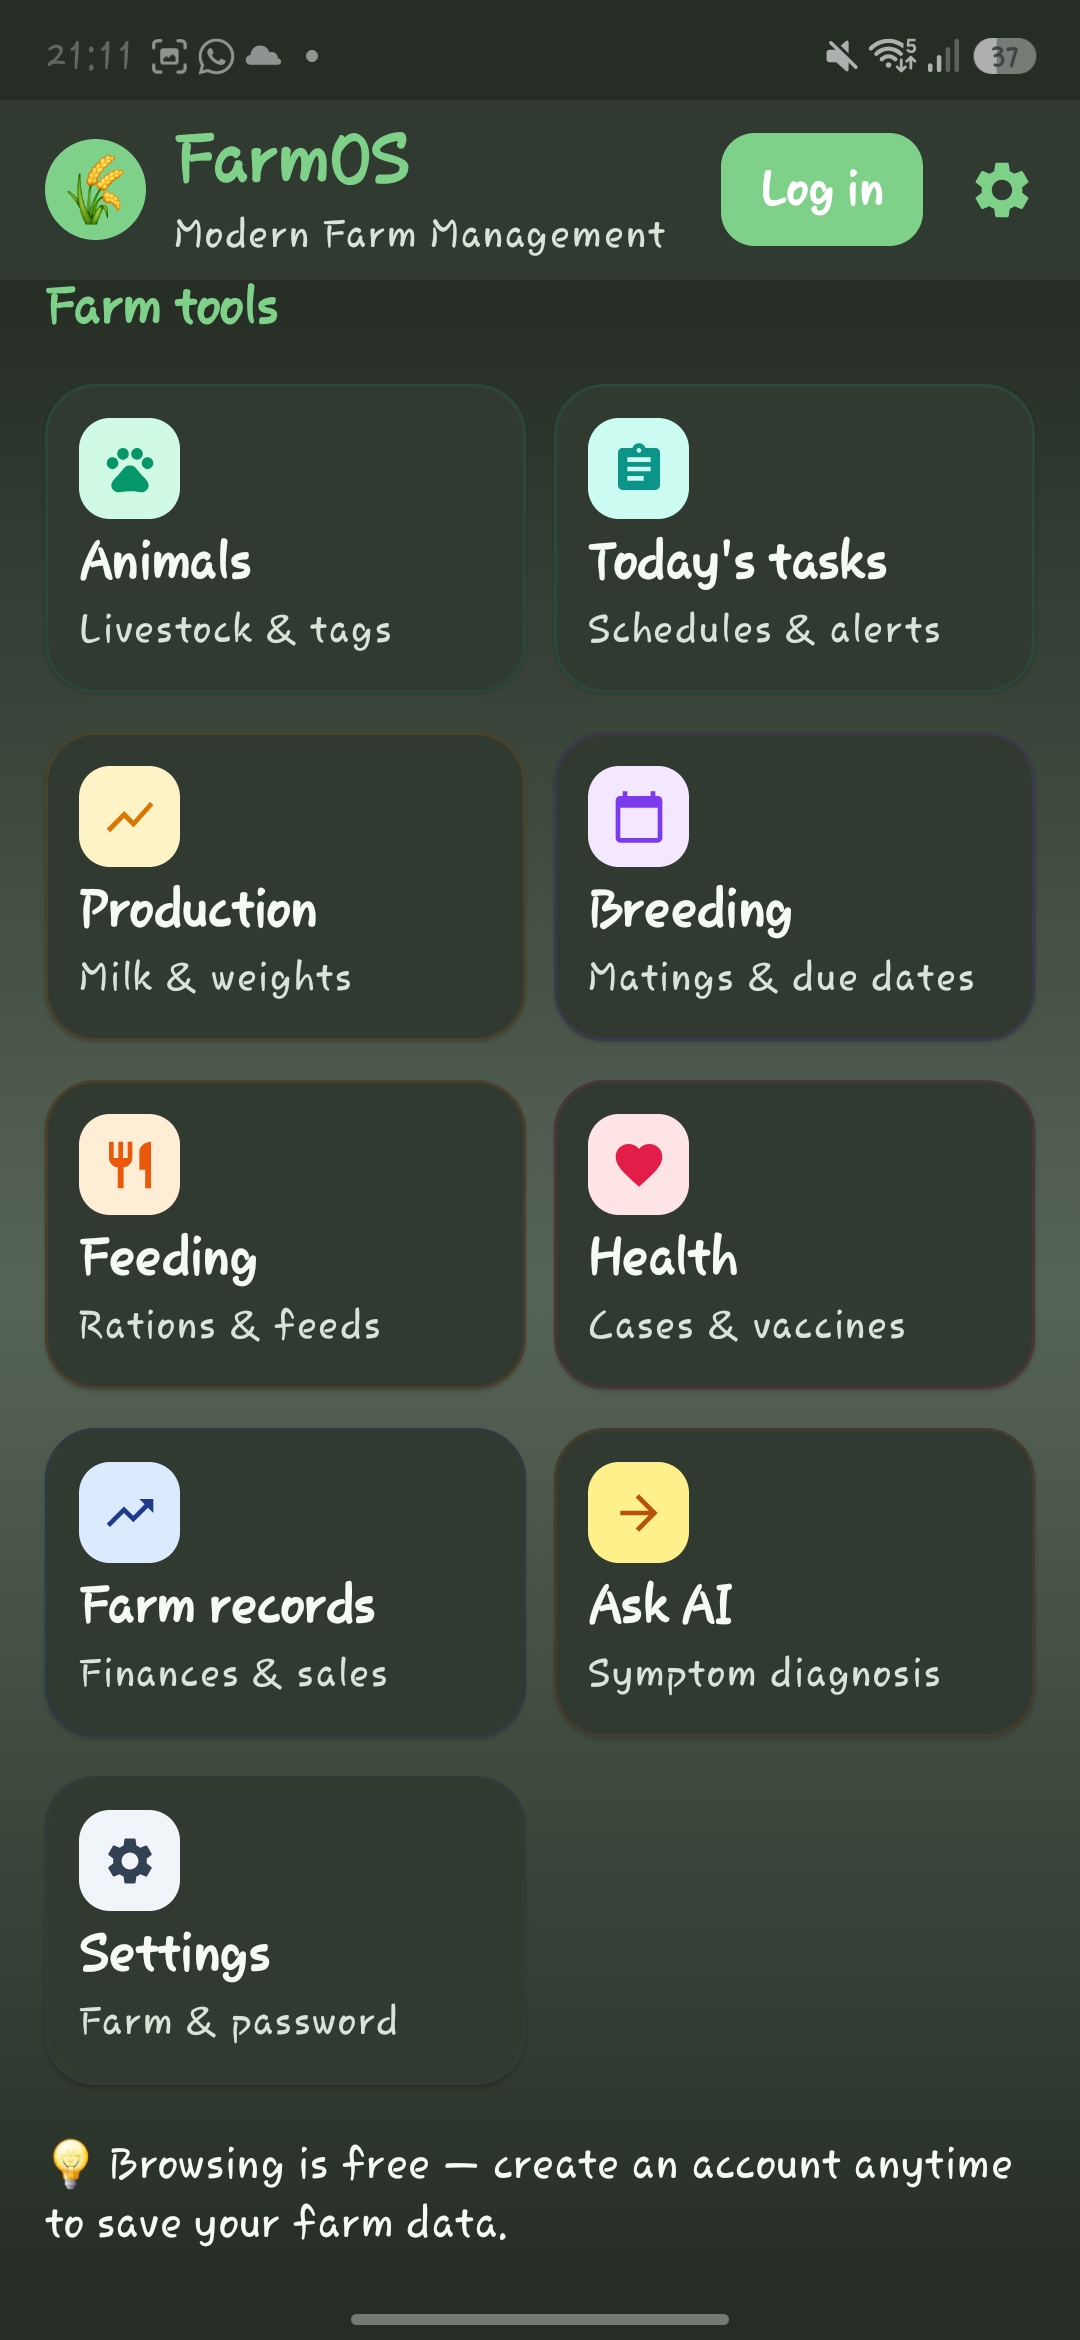 21:11
5
37
FarmOS
Modern Farm Management
Log in
Farm tools
Animals
Livestock & tags
Today's tasks
Schedules & alerts
Production
Milk & weights
Breeding
Matings & due dates
Feeding
Rations & feeds
Health
Cases & vaccines
Farm records
Finances & sales
Ask AI
Symptom diagnosis
Settings
Farm & password
💡 Browsing is free — create an account anytime
to save your farm data.